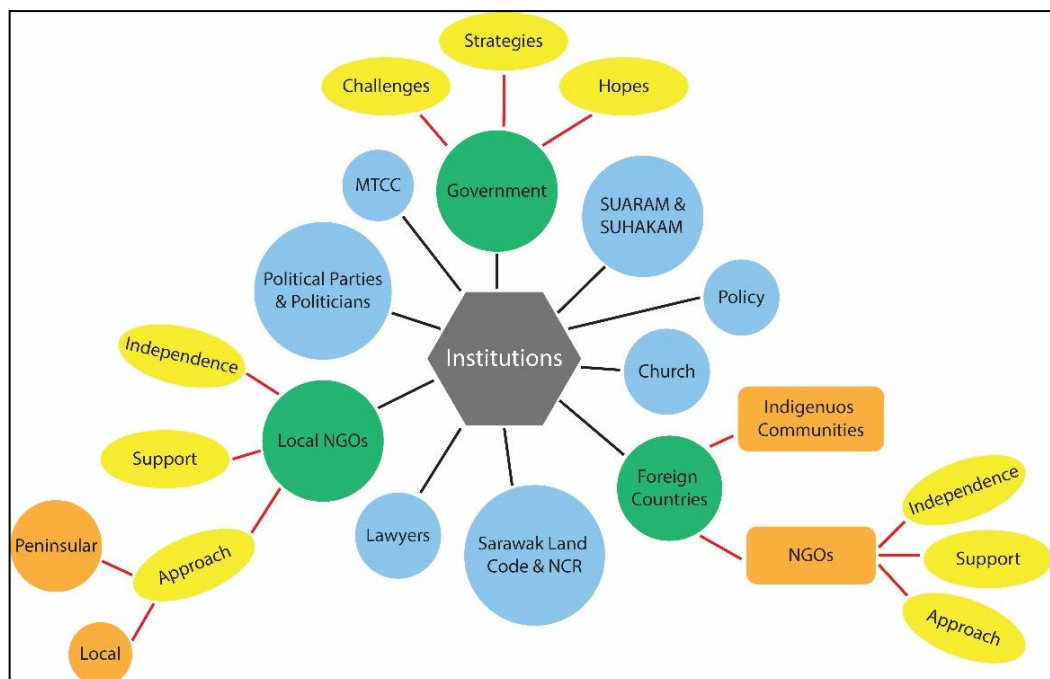 Strategies
Challenges
Hopes
MTCC
Government
SUARAM &
SUHAKAM
Political Parties
& Politicians
Policy
Independence
Institutions
Church
Local NGOs
Indigenuos
Communities
Support
Foreign
Countries
Independence
Peninsular
Approach
Lawyers
Sarawak Land
Code & NCR
NGOs
Support
Local
Approach